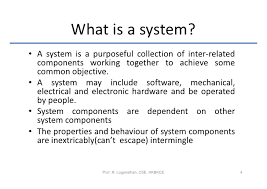 What is a system?
• A system is a purposeful collection of inter-related
components working together to achieve some
common objective.
• A system may include software, mechanical,
electrical and electronic hardware and be operated
by people.
• System components are dependent on other
system components
• The properties and behaviour of system components
are inextricably(can't escape) intermingle
Prof. R. Loganathan, CSE, HKBKCE
4